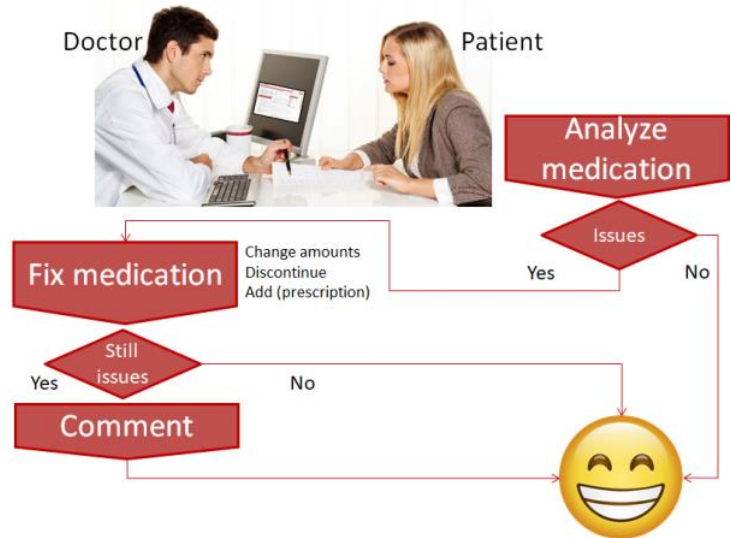 Doctor
Patient
Analyze
medication
Issues
Yes
No
Fix medication
Change amounts
Discontinue
Add (prescription)
Still
issues
Yes
No
Comment